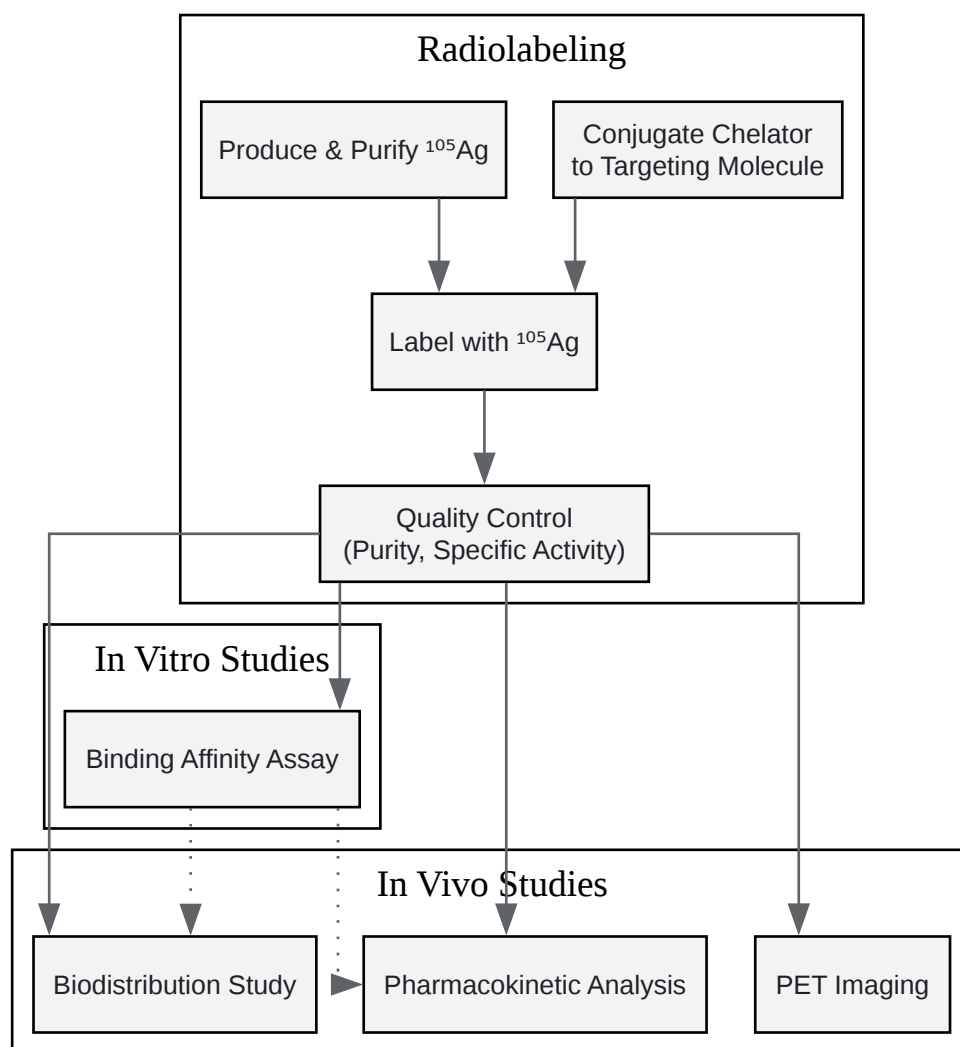 Radiolabeling
Produce & Purify ¹⁰⁵Ag
Conjugate Chelator
to Targeting Molecule
Label with ¹⁰⁵Ag
Quality Control
(Purity, Specific Activity)
In Vitro Studies
Binding Affinity Assay
In Vivo Studies
Biodistribution Study
Pharmacokinetic Analysis
PET Imaging